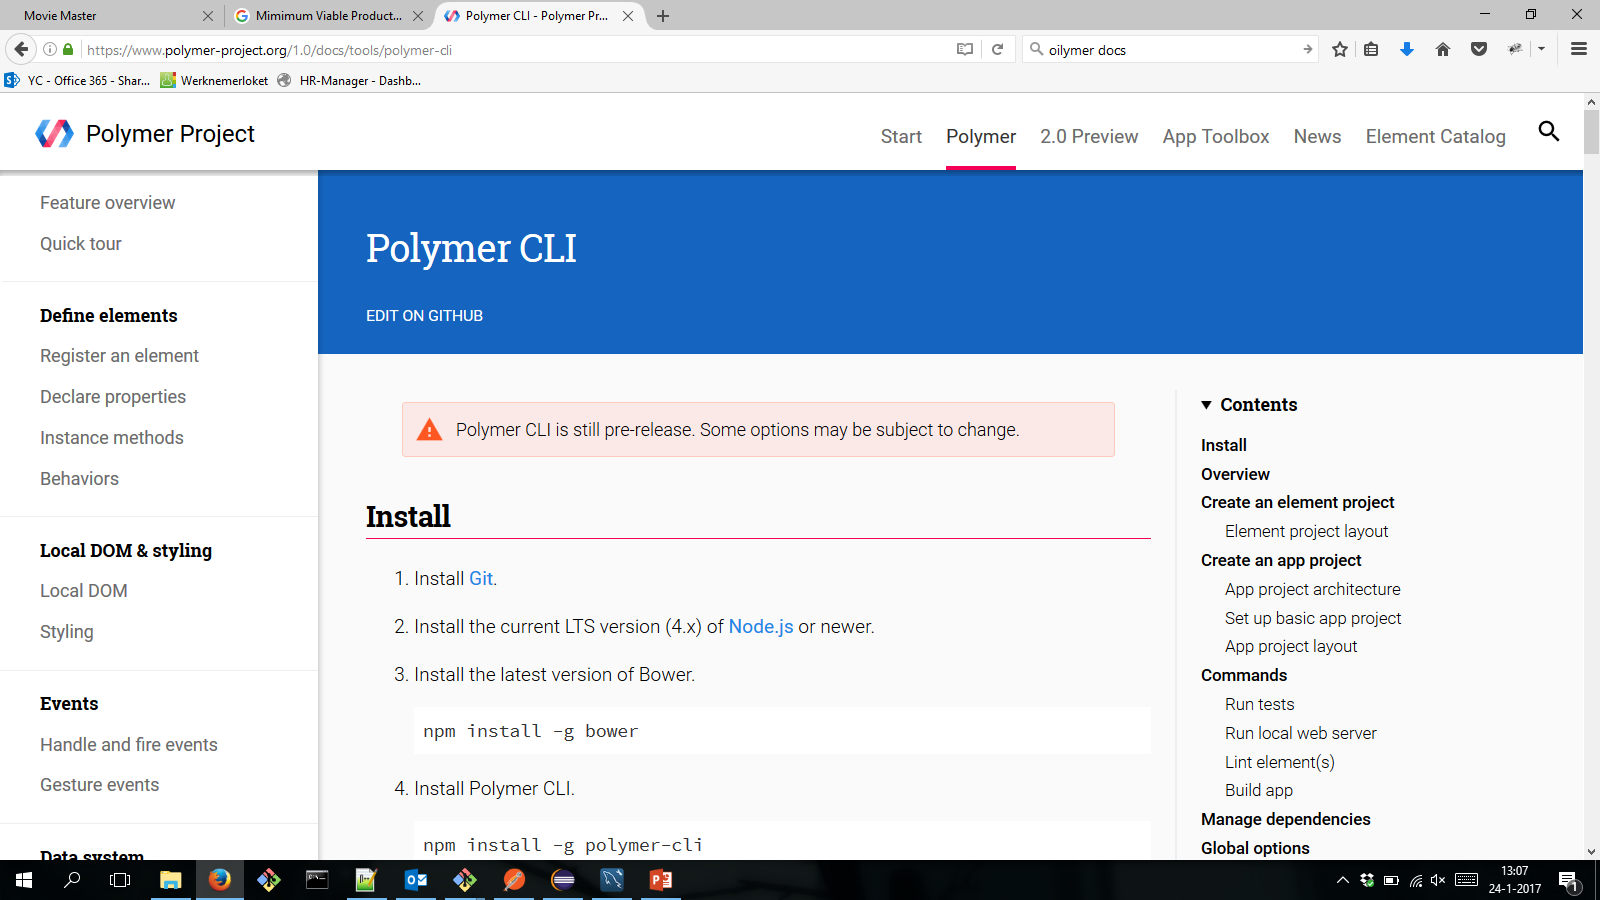 Movie Master
Mimimum Viable Product...
Polymer CLI - Polymer Pr...
https://www.polymer-project.org/1.0/docs/tools/polymer-cli
oilymer docs
YC - Office 365 - Shar...
Werknemerloket
HR-Manager - Dashb...
Polymer Project
Start
Polymer
2.0 Preview
App Toolbox
News
Element Catalog
Feature overview
Quick tour
Define elements
Register an element
Declare properties
Instance methods
Behaviors
Local DOM & styling
Local DOM
Styling
Events
Handle and fire events
Gesture events
Data system
Polymer CLI
EDIT ON GITHUB
Polymer CLI is still pre-release. Some options may be subject to change.
Install
1. Install Git.
2. Install the current LTS version (4.x) of Node.js or newer.
3. Install the latest version of Bower.
npm install -g bower
4. Install Polymer CLI.
npm install -g polymer-cli
Contents
Install
Overview
Create an element project
Element project layout
Create an app project
App project architecture
Set up basic app project
App project layout
Commands
Run tests
Run local web server
Lint element(s)
Build app
Manage dependencies
Global options
13:07
24-1-2017
1